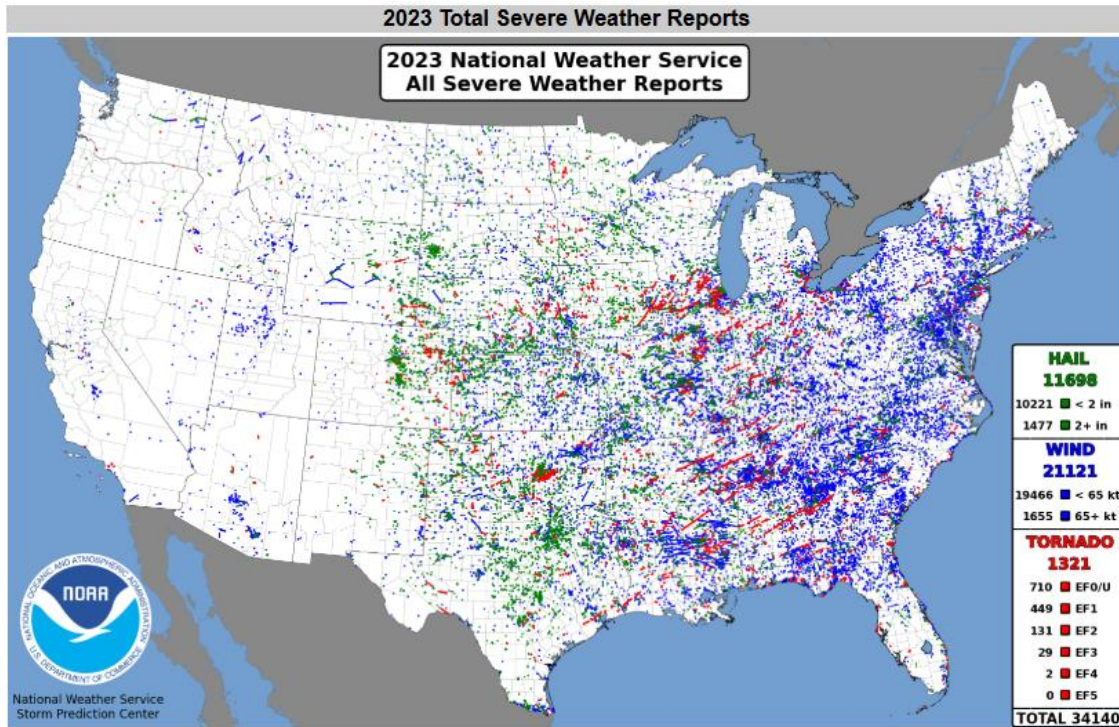 2023 Total Severe Weather Reports
2023 National Weather Service
All Severe Weather Reports
HAIL
11698
10221 < 2 in
1477 2+ in
WIND
21121
19466 < 65 kt
1655 65+ kt
TORNADO
1321
710 EF0/U
449 EF1
131 EF2
29 EF3
2 EF4
0 EF5
TOTAL 34140
NATIONAL OCEANIC AND ATMOSPHERIC ADMINISTRATION
NOAA
U.S. DEPARTMENT OF COMMERCE
National Weather Service
Storm Prediction Center